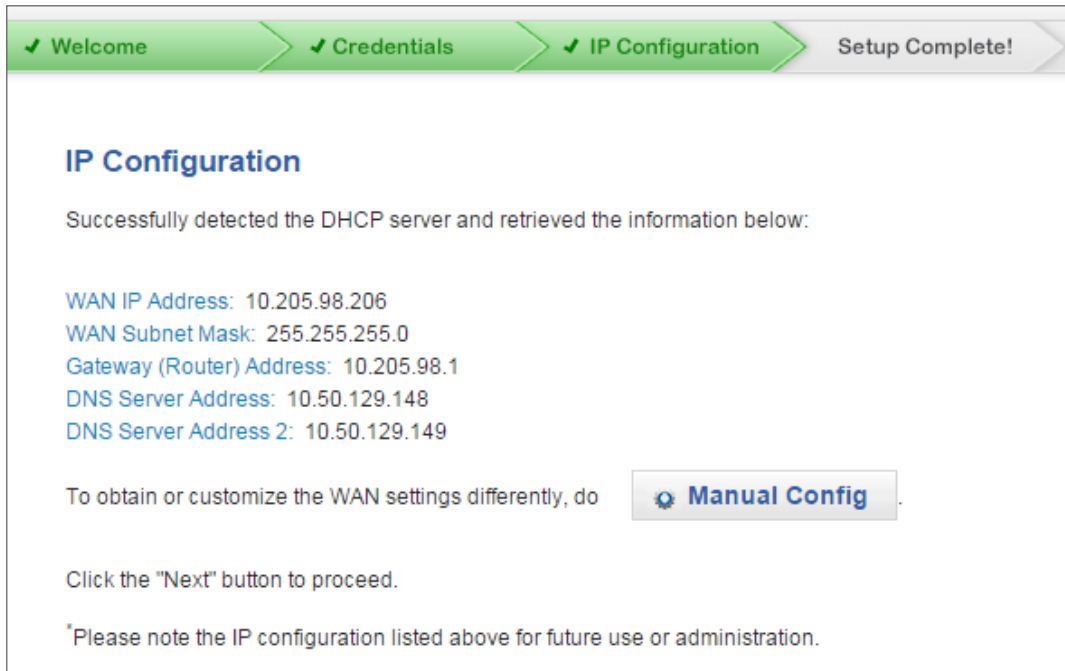 ✔ Welcome ✔ Credentials ✔ IP Configuration Setup Complete!
IP Configuration
Successfully detected the DHCP server and retrieved the information below:
WAN IP Address: 10.205.98.206
WAN Subnet Mask: 255.255.255.0
Gateway (Router) Address: 10.205.98.1
DNS Server Address: 10.50.129.148
DNS Server Address 2: 10.50.129.149
To obtain or customize the WAN settings differently, do Manual Config.
Click the "Next" button to proceed.
*Please note the IP configuration listed above for future use or administration.